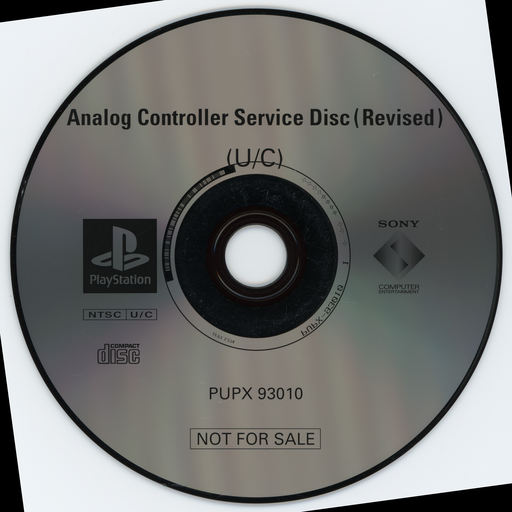 Analog Controller Service Disc (Revised)
(U/C)
PlayStation
SONY
COMPUTER
ENTERTAINMENT
NTSC U/C
COMPACT
disc
PUPX 93010
NOT FOR SALE